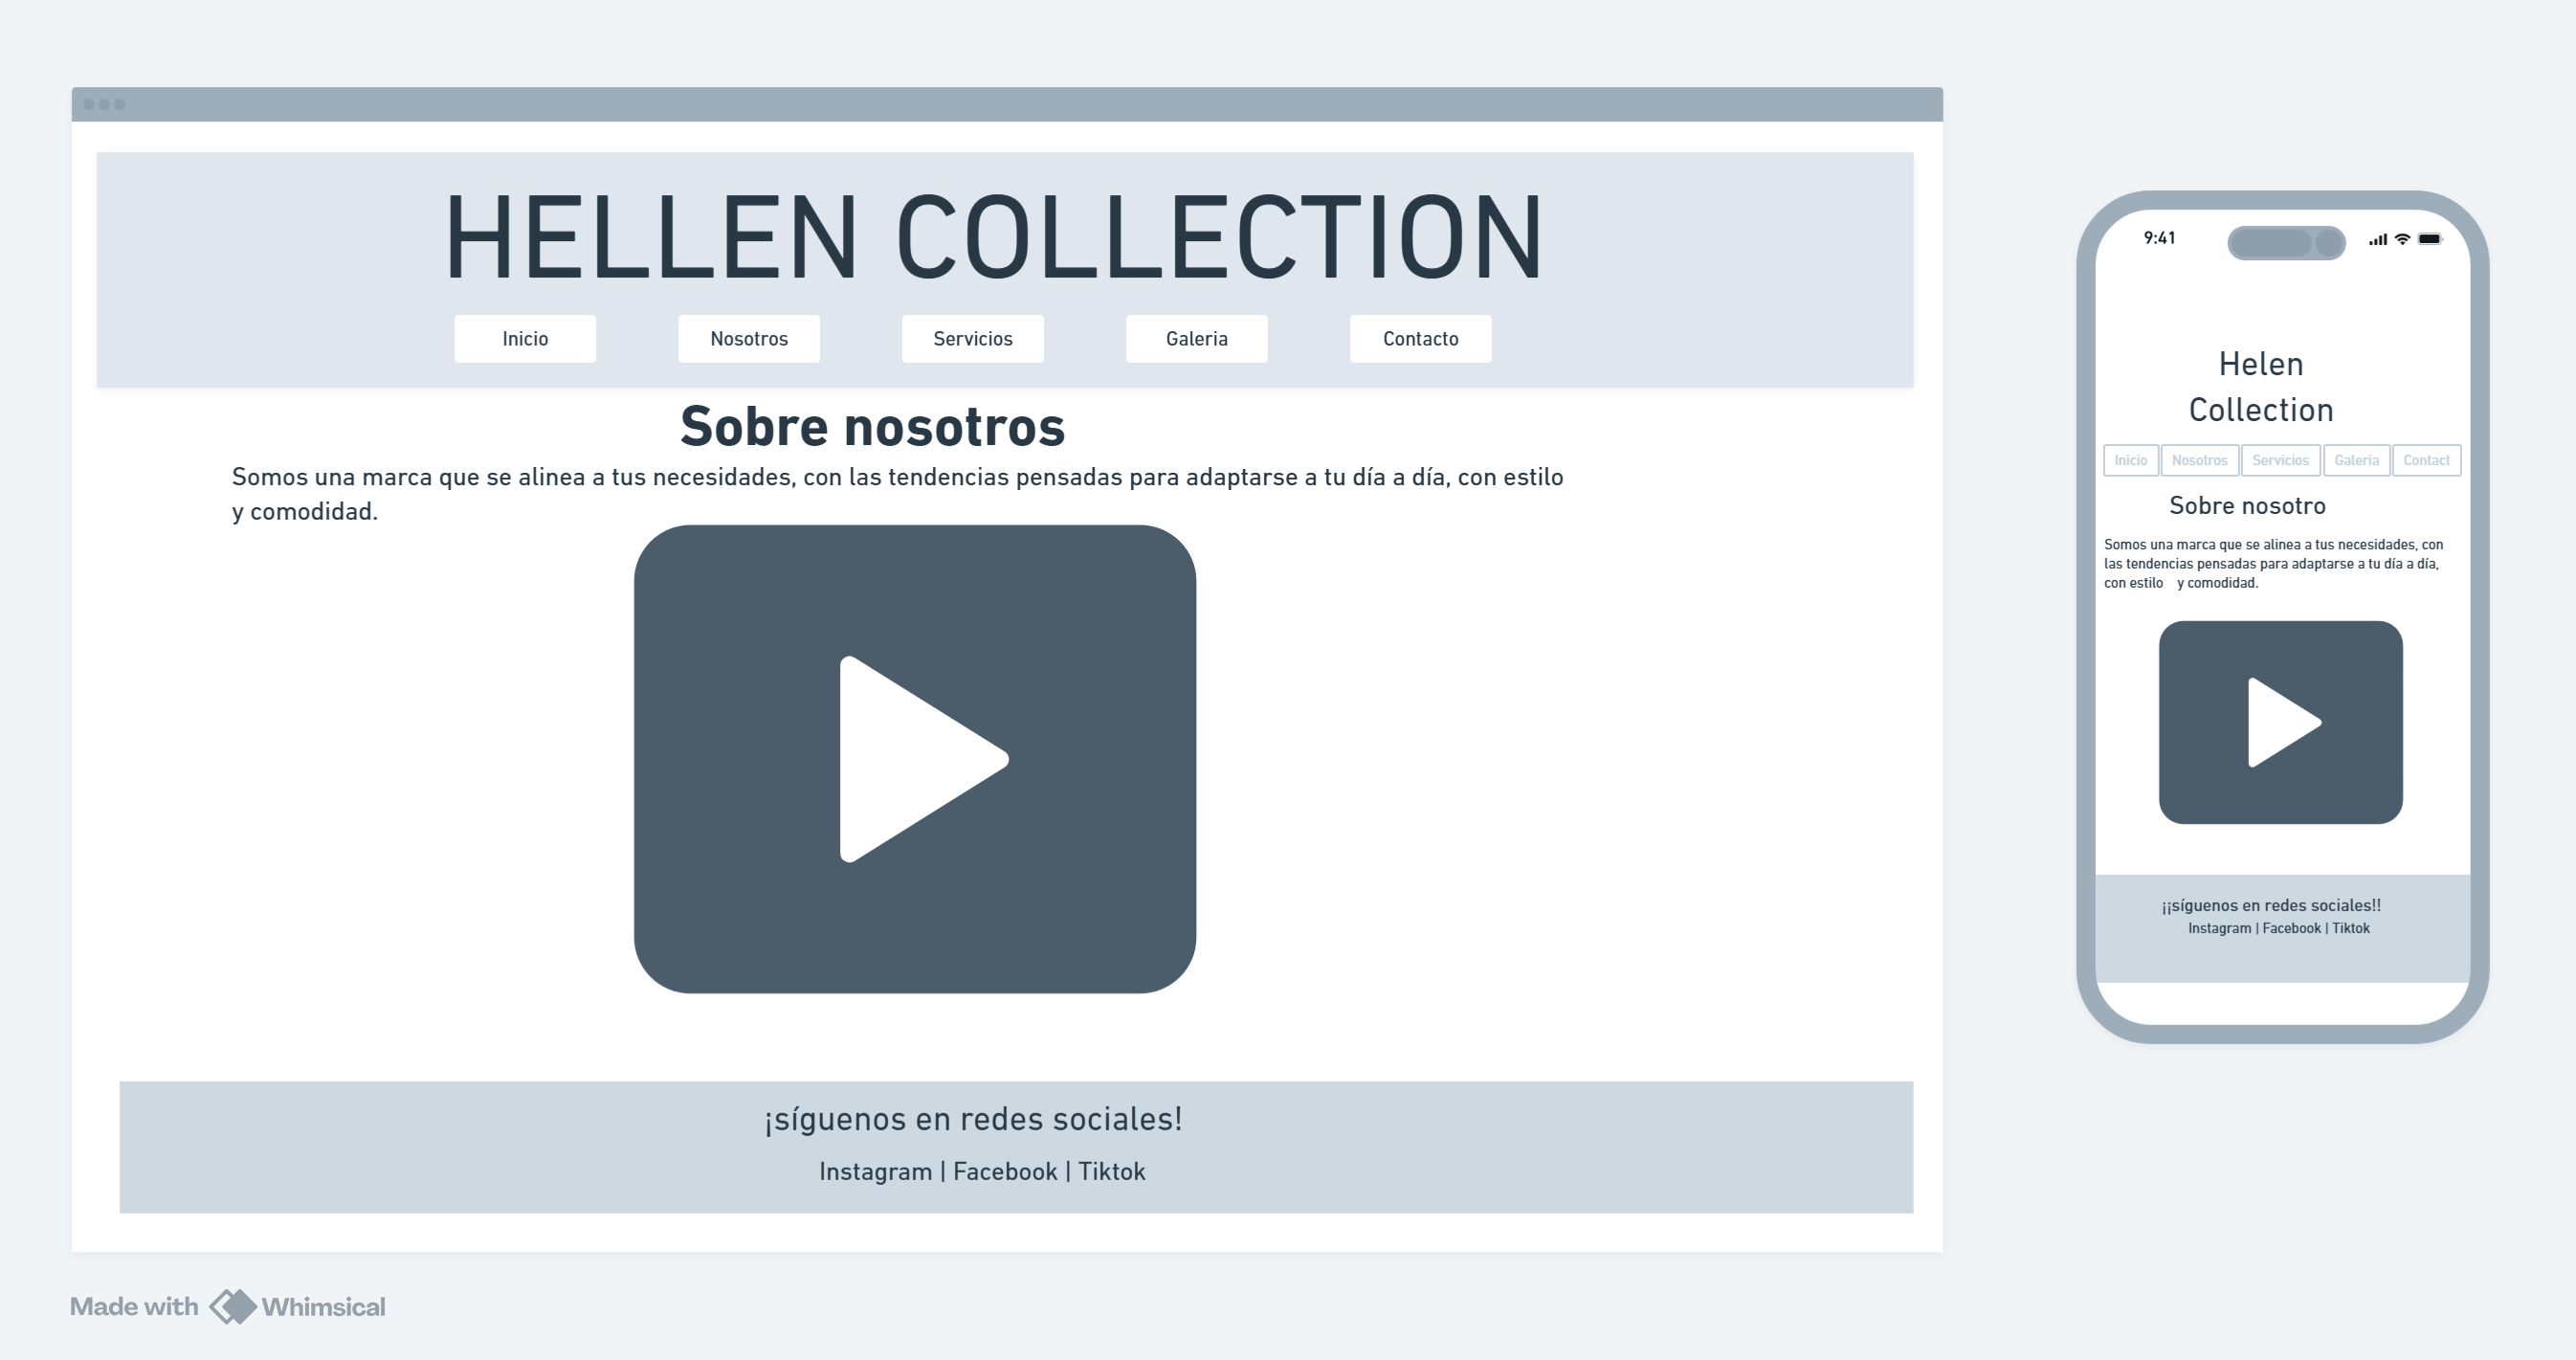 HELLEN COLLECTION
Inicio Nosotros Servicios Galeria Contacto
Sobre nosotros
Somos una marca que se alinea a tus necesidades, con las tendencias pensadas para adaptarse a tu día a día, con estilo
y comodidad.
¡síguenos en redes sociales!
Instagram | Facebook | Tiktok
9:41
Helen
Collection
Inicio Nosotros Servicios Galeria Contact
Sobre nosotro
Somos una marca que se alinea a tus necesidades, con
las tendencias pensadas para adaptarse a tu día a día,
con estilo y comodidad.
¡¡síguenos en redes sociales!!
Instagram | Facebook | Tiktok
Made with Whimsical